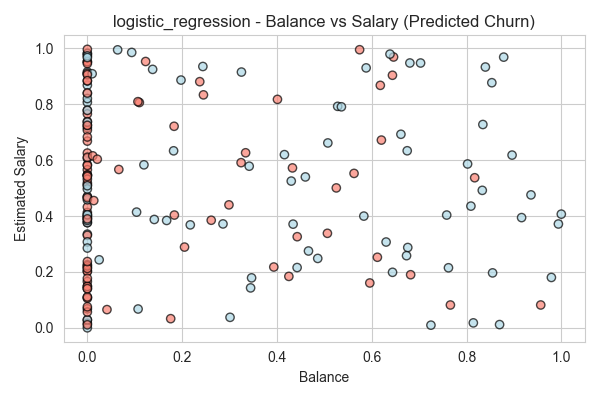 logistic_regression - Balance vs Salary (Predicted Churn)
1.0
0.8
0.6
0.4
0.2
0.0
Estimated Salary
0.0 0.2 0.4 0.6 0.8 1.0
Balance